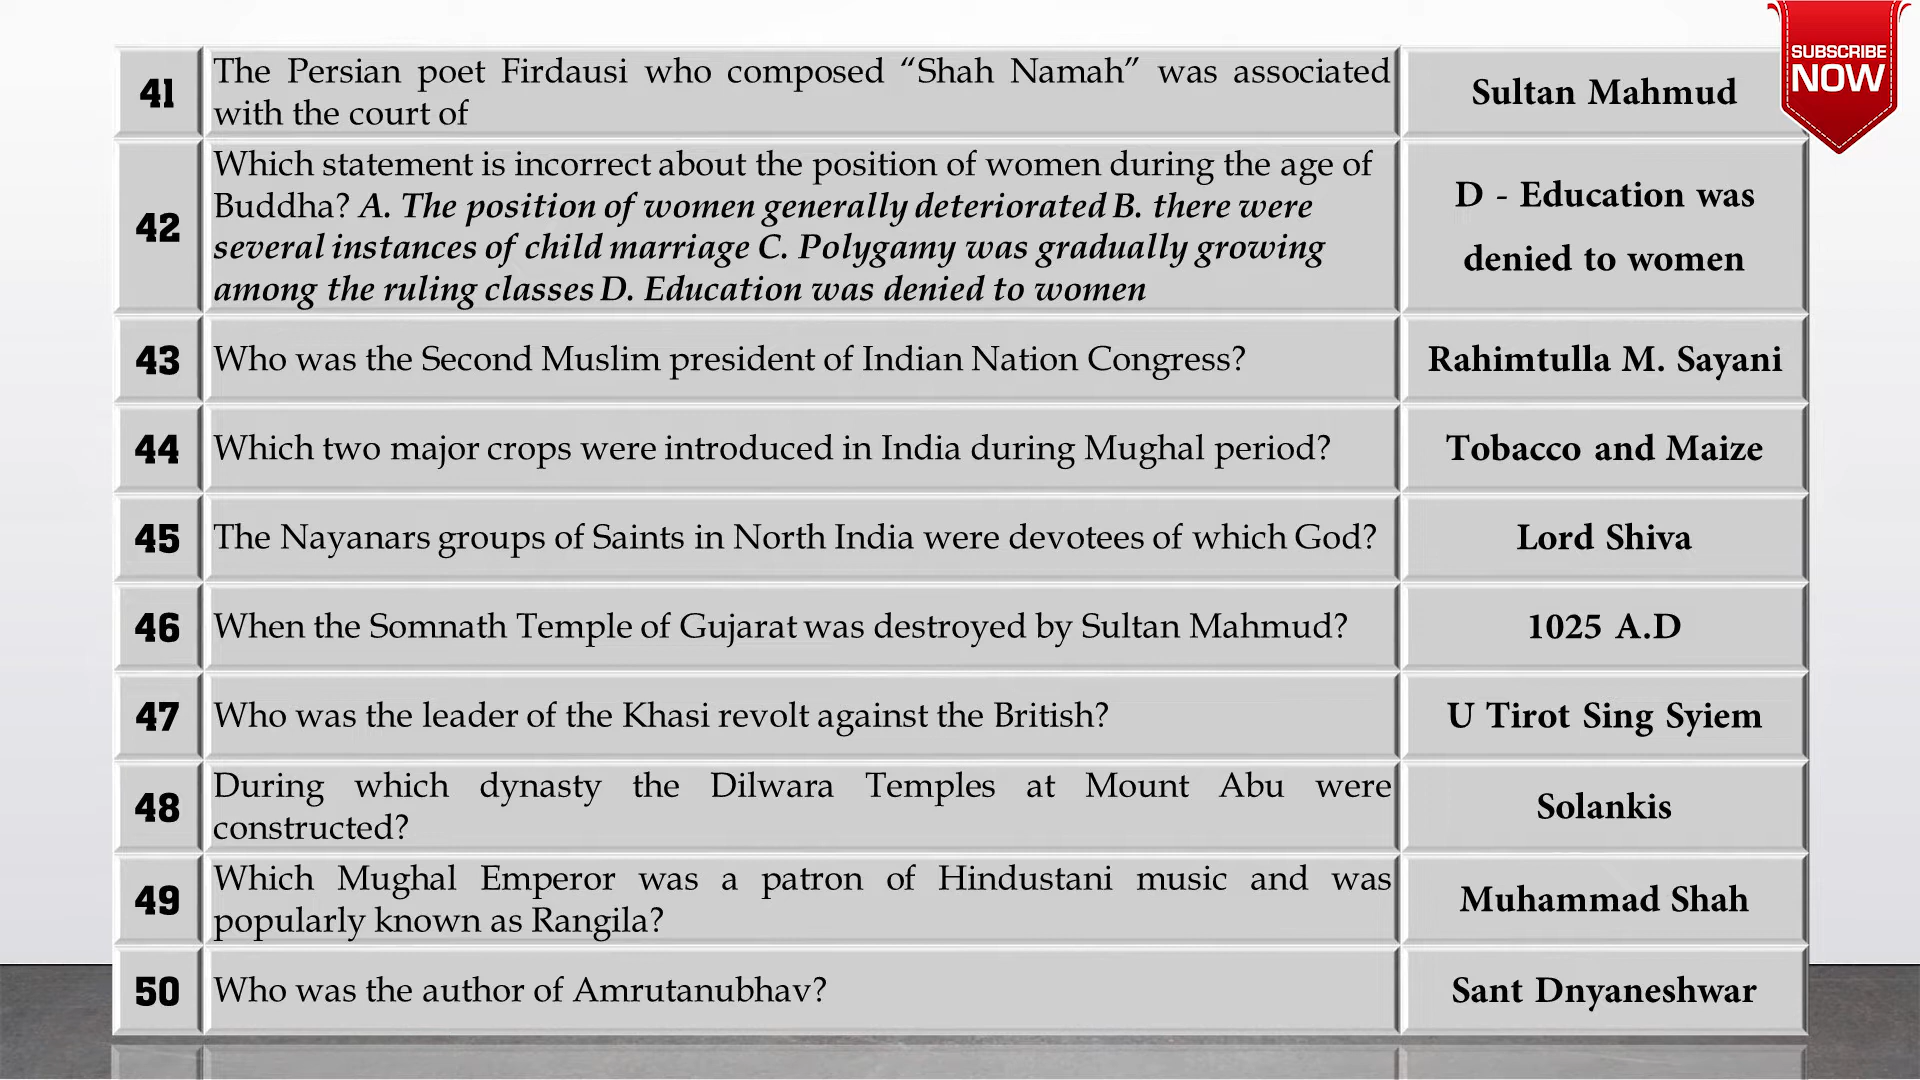 SUBSCRIBE
NOW
41
The Persian poet Firdausi who composed “Shah Namah” was associated
with the court of
Sultan Mahmud
42
Which statement is incorrect about the position of women during the age of
Buddha? A. The position of women generally deteriorated B. there were
several instances of child marriage C. Polygamy was gradually growing
among the ruling classes D. Education was denied to women
D - Education was
denied to women
43
Who was the Second Muslim president of Indian Nation Congress?
Rahimtulla M. Sayani
44
Which two major crops were introduced in India during Mughal period?
Tobacco and Maize
45
The Nayanars groups of Saints in North India were devotees of which God?
Lord Shiva
46
When the Somnath Temple of Gujarat was destroyed by Sultan Mahmud?
1025 A.D
47
Who was the leader of the Khasi revolt against the British?
U Tirot Sing Syiem
48
During which dynasty the Dilwara Temples at Mount Abu were
constructed?
Solankis
49
Which Mughal Emperor was a patron of Hindustani music and was
popularly known as Rangila?
Muhammad Shah
50
Who was the author of Amrutanubhav?
Sant Dnyaneshwar